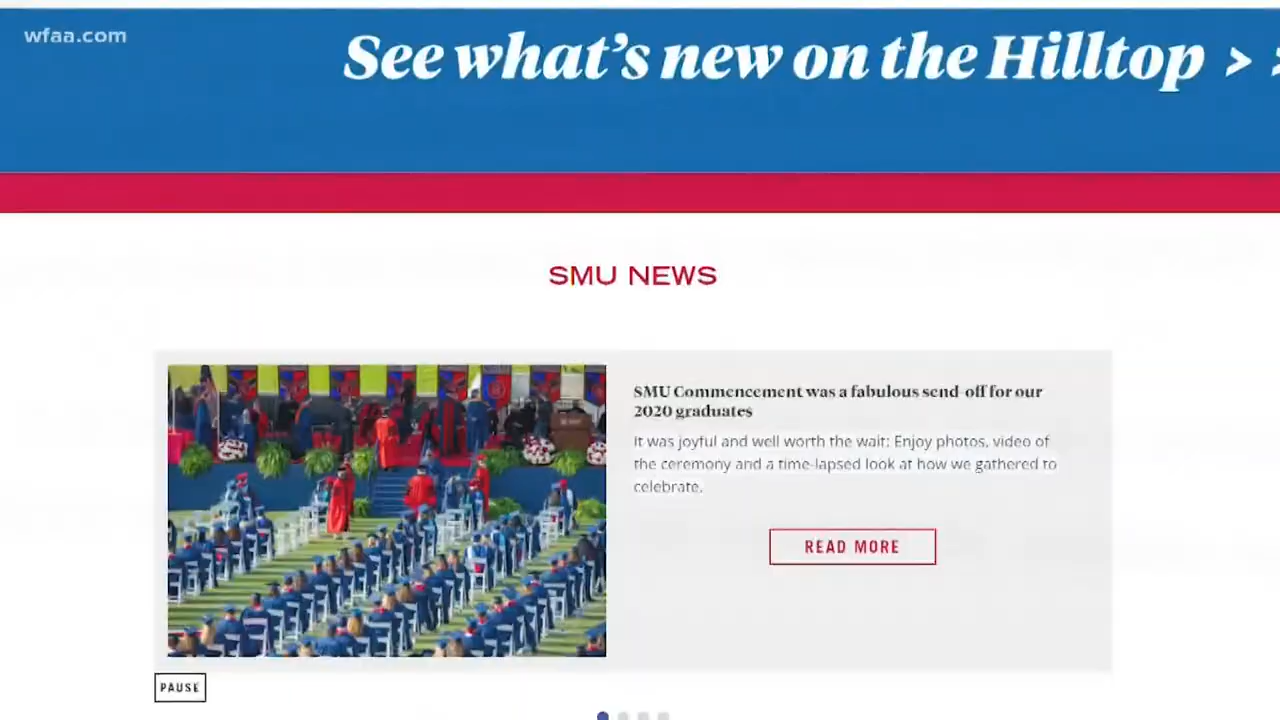 wfaa.com
See what's new on the Hilltop > >
SMU NEWS
SMU Commencement was a fabulous send-off for our
2020 graduates
It was joyful and well worth the wait: Enjoy photos, video of
the ceremony and a time-lapsed look at how we gathered to
celebrate.
READ MORE
PAUSE